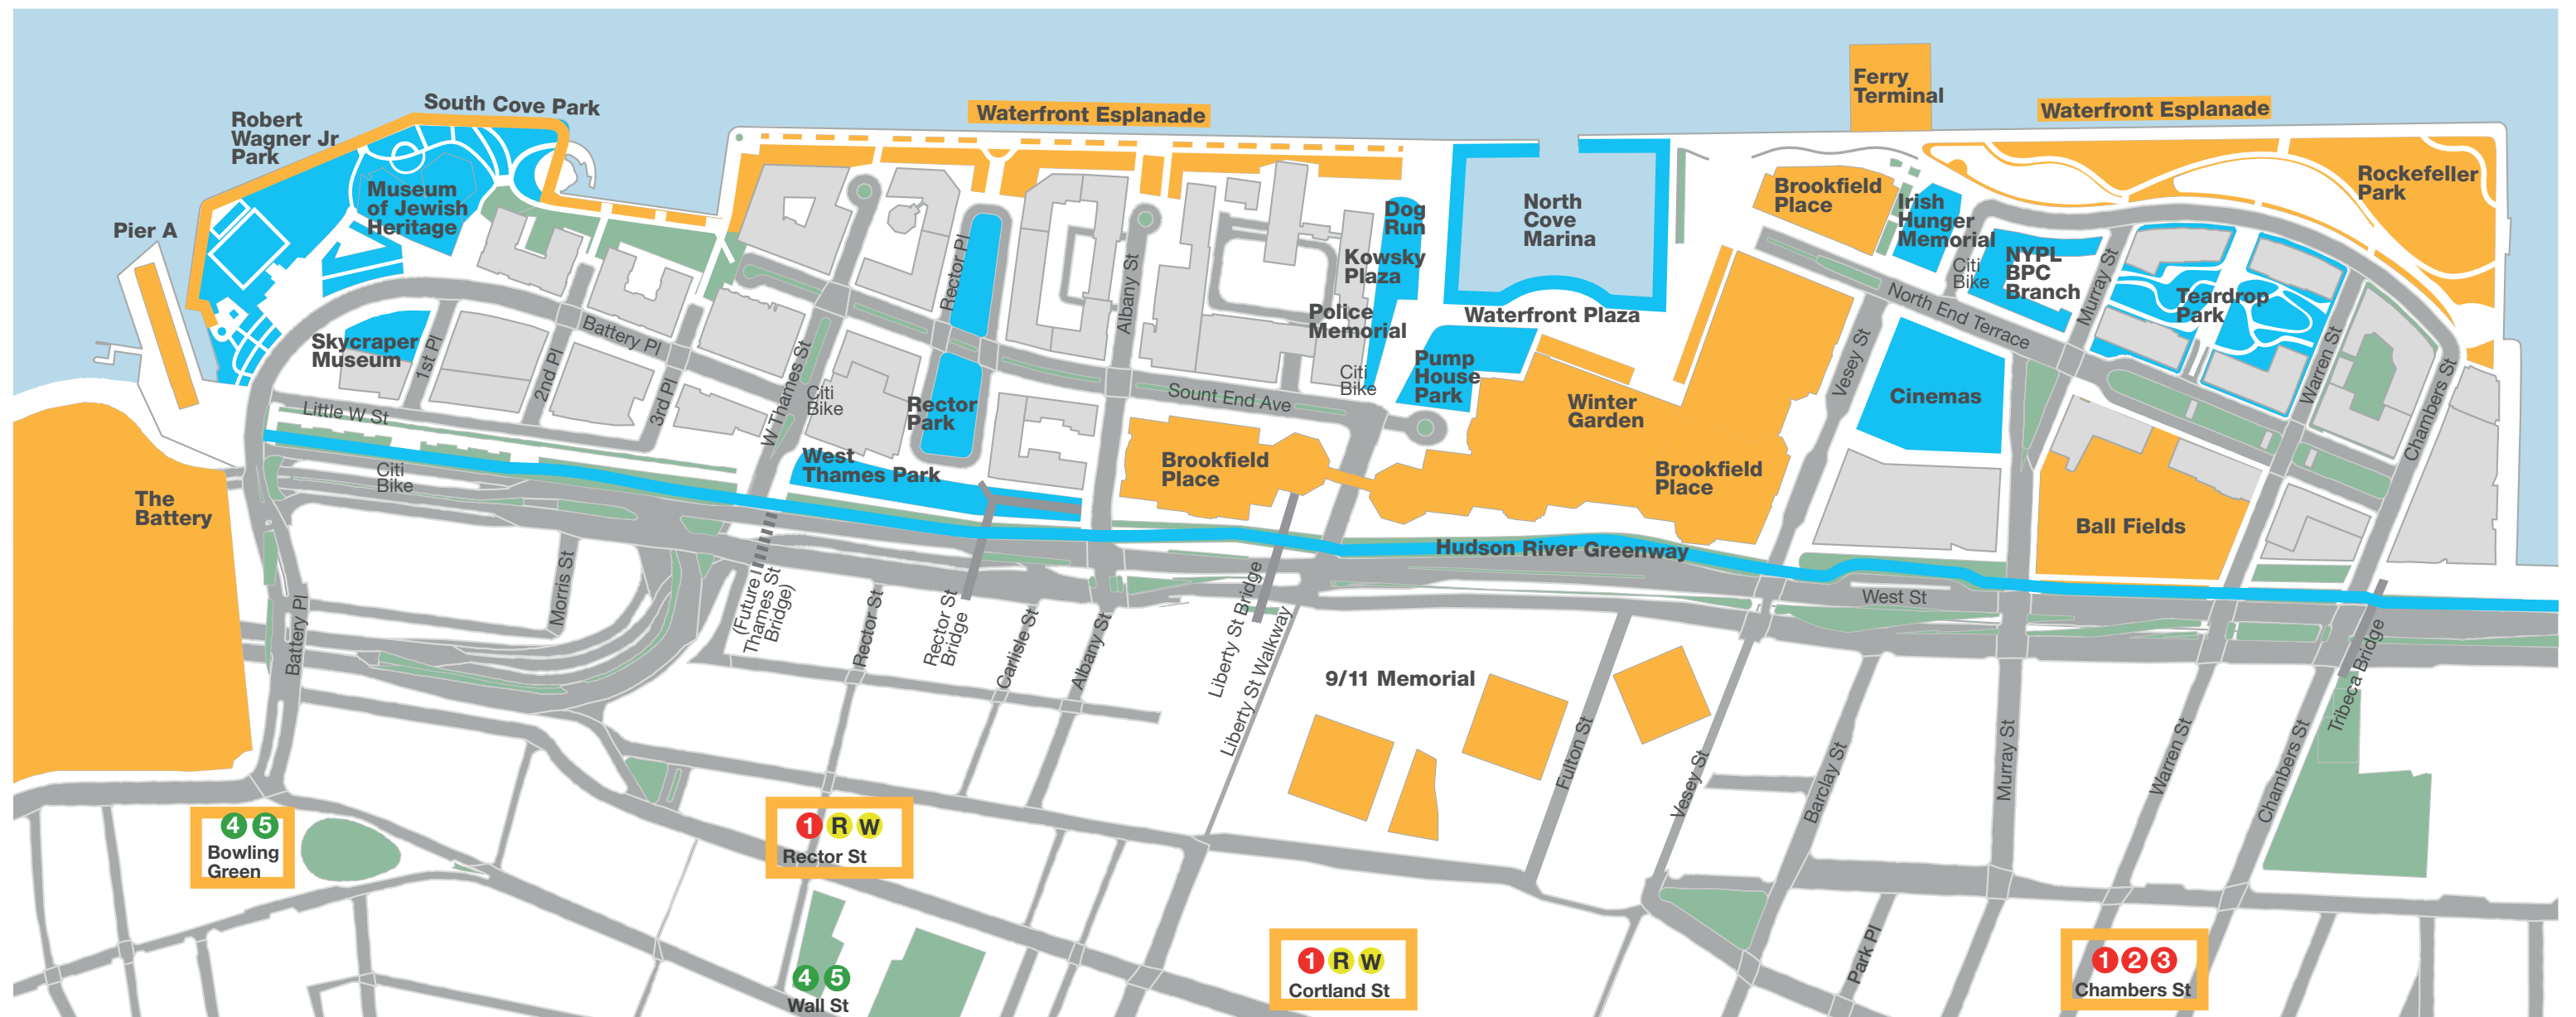 Ferry
Terminal
South Cove Park
Waterfront Esplanade
Waterfront Esplanade
Robert
Wagner Jr
Park
Museum
of Jewish
Heritage
Pier A
Dog
Run
North
Cove
Marina
Brookfield
Place
Irish
Hunger
Memorial
Rockefeller
Park
Kowsky
Plaza
Police
Memorial
Waterfront Plaza
Citi
Bike
NYPL
BPC
Branch
Murray St
Teardrop
Park
Rector Pl
Albany St
North End Terrace
Skycraper
Museum
1st Pl
2nd Pl
Battery Pl
3rd Pl
W Thames St
Citi
Bike
Rector
Park
Sount End Ave
Citi
Bike
Pump
House
Park
Winter
Garden
Vesey St
Cinemas
Warren St
Chambers St
Little W St
Citi
Bike
West
Thames Park
Brookfield
Place
Brookfield
Place
Ball Fields
The
Battery
Hudson River Greenway
West St
Battery Pl
Morris St
(Future
Thames St
Bridge)
Rector St
Rector St
Bridge
Carlisle St
Albany St
Liberty St Bridge
Liberty St Walkway
9/11 Memorial
Fulton St
Vesey St
Barclay St
Murray St
Warren St
Chambers St
Tribeca Bridge
4 5
Bowling
Green
1 R W
Rector St
4 5
Wall St
1 R W
Cortland St
Park Pl
1 2 3
Chambers St